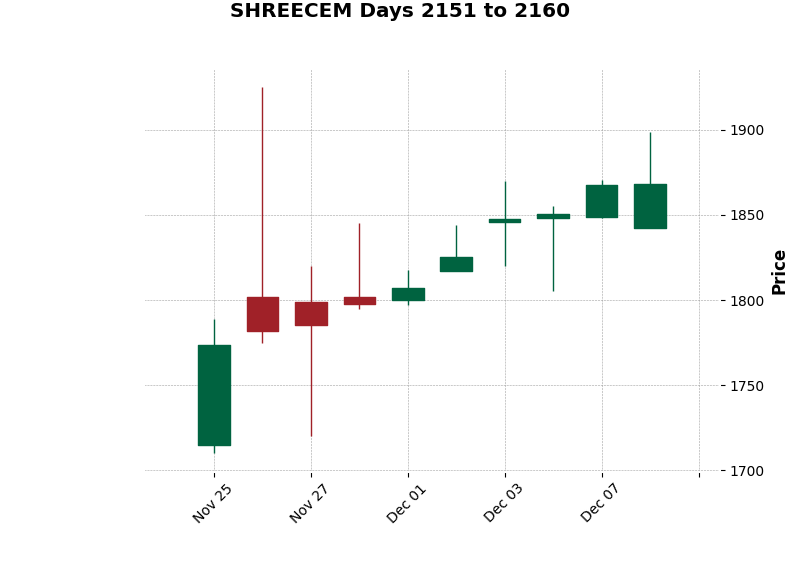 SHREECEM Days 2151 to 2160
1900
1850
1800
1750
1700
Price
Nov 25
Nov 27
Dec 01
Dec 03
Dec 07